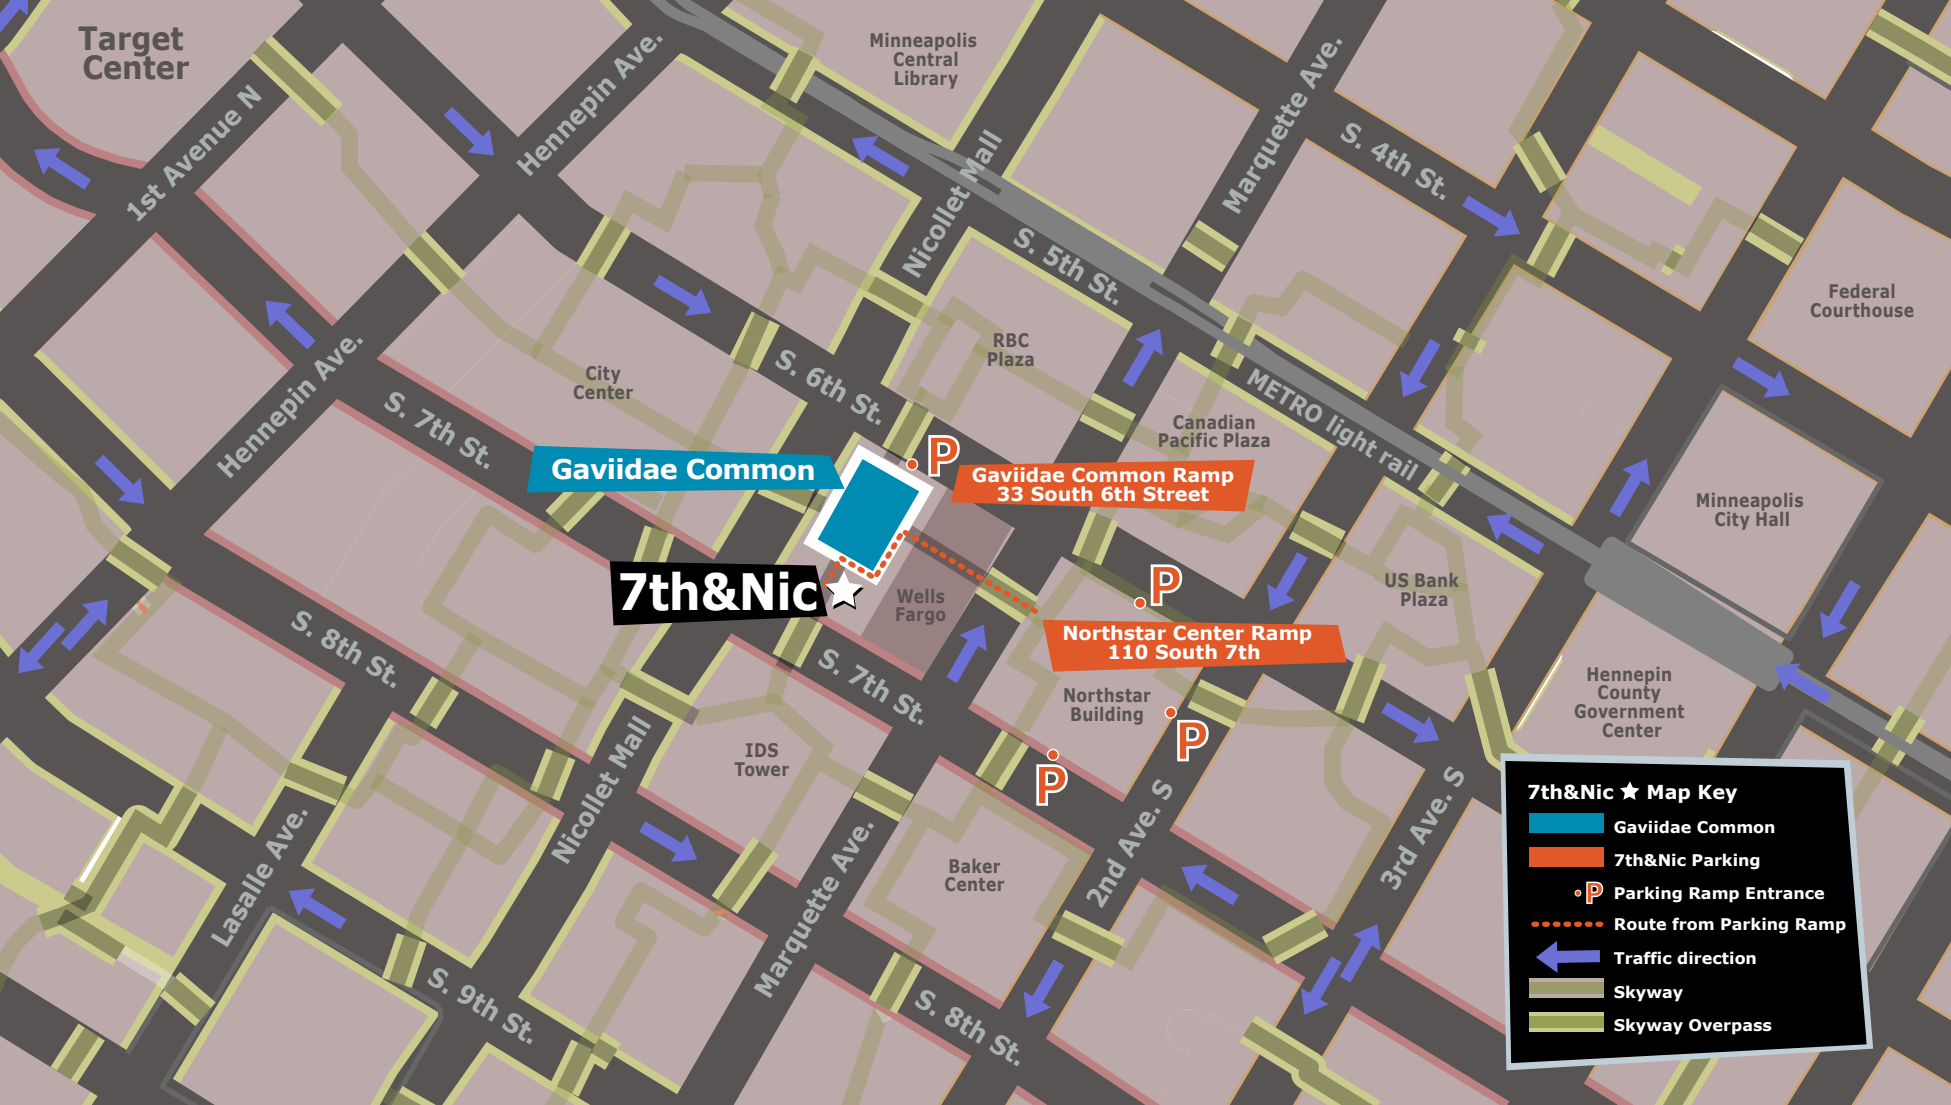 Target
Center
Minneapolis
Central
Library
1st Avenue N
Hennepin Ave.
Nicollet Mall
Marquette Ave.
S. 4th St.
S. 5th St.
Federal
Courthouse
RBC
Plaza
City
Center
Hennepin Ave.
S. 7th St.
S. 6th St.
METRO light rail
Canadian
Pacific Plaza
Gaviidae Common
P
Gaviidae Common Ramp
33 South 6th Street
Minneapolis
City Hall
7th&Nic
Wells
Fargo
P
US Bank
Plaza
Northstar Center Ramp
110 South 7th
S. 8th St.
S. 7th St.
Northstar
Building
P
P
Hennepin
County
Government
Center
IDS
Tower
Nicollet Mall
Lasalle Ave.
Marquette Ave.
Baker
Center
2nd Ave. S
3rd Ave. S
S. 9th St.
S. 8th St.
7th&Nic Map Key
Gaviidae Common
7th&Nic Parking
P Parking Ramp Entrance
Route from Parking Ramp
Traffic direction
Skyway
Skyway Overpass